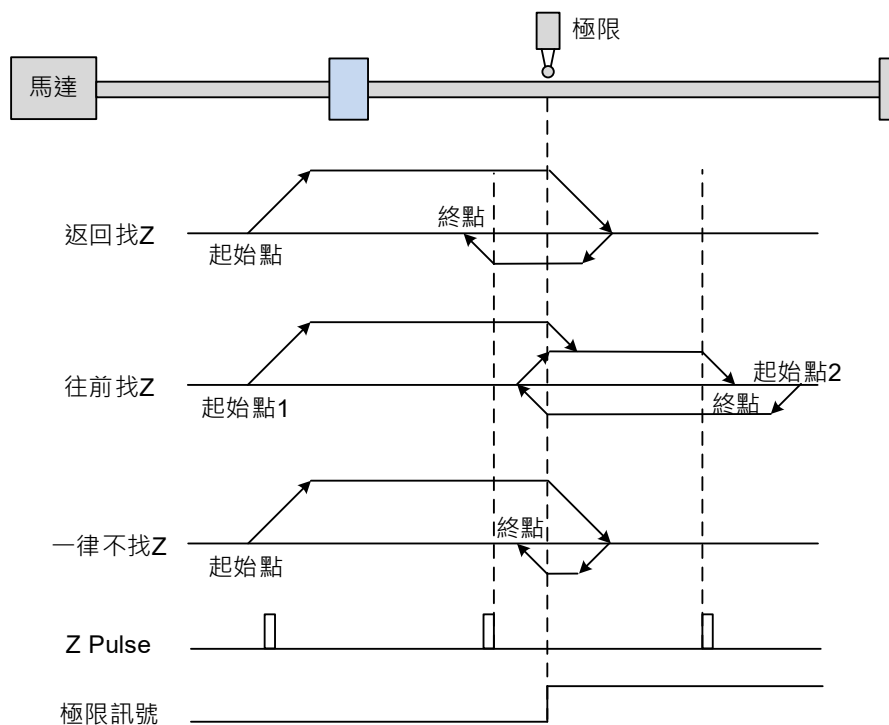 極限
馬達
終點
返回找Z
起始點
往前找Z
起始點1
起始點2
終點
一律不找Z
終點
起始點
Z Pulse
極限訊號